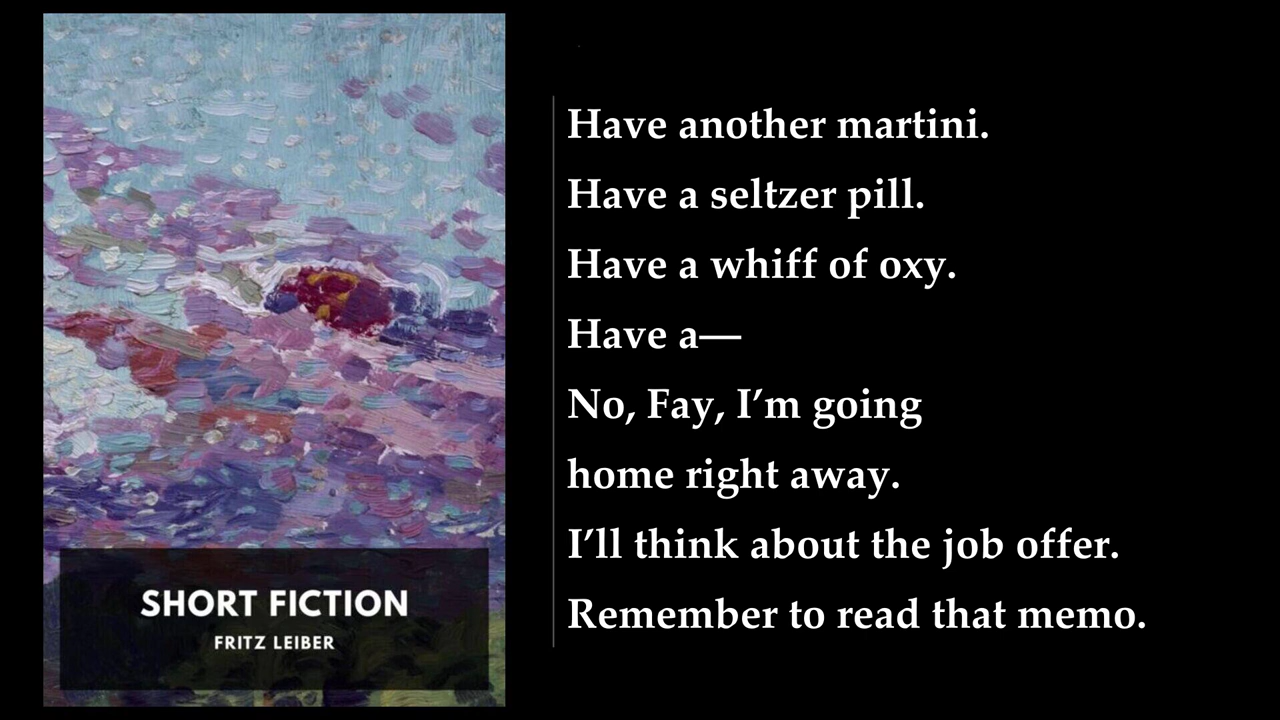 SHORT FICTION
FRITZ LEIBER
Have another martini.
Have a seltzer pill.
Have a whiff of oxy.
Have a—
No, Fay, I’m going
home right away.
I’ll think about the job offer.
Remember to read that memo.